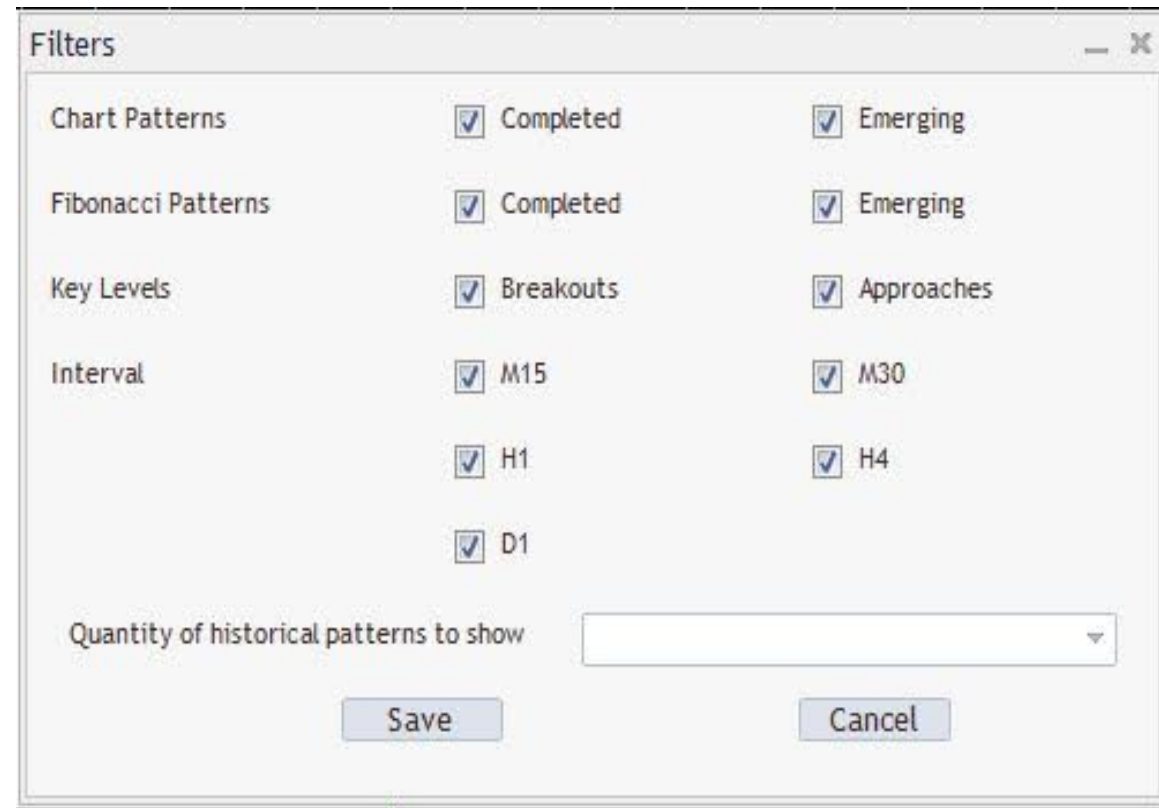 Filters
Chart Patterns Completed Emerging
Fibonacci Patterns Completed Emerging
Key Levels Breakouts Approaches
Interval M15 M30
H1 H4
D1
Quantity of historical patterns to show
Save Cancel